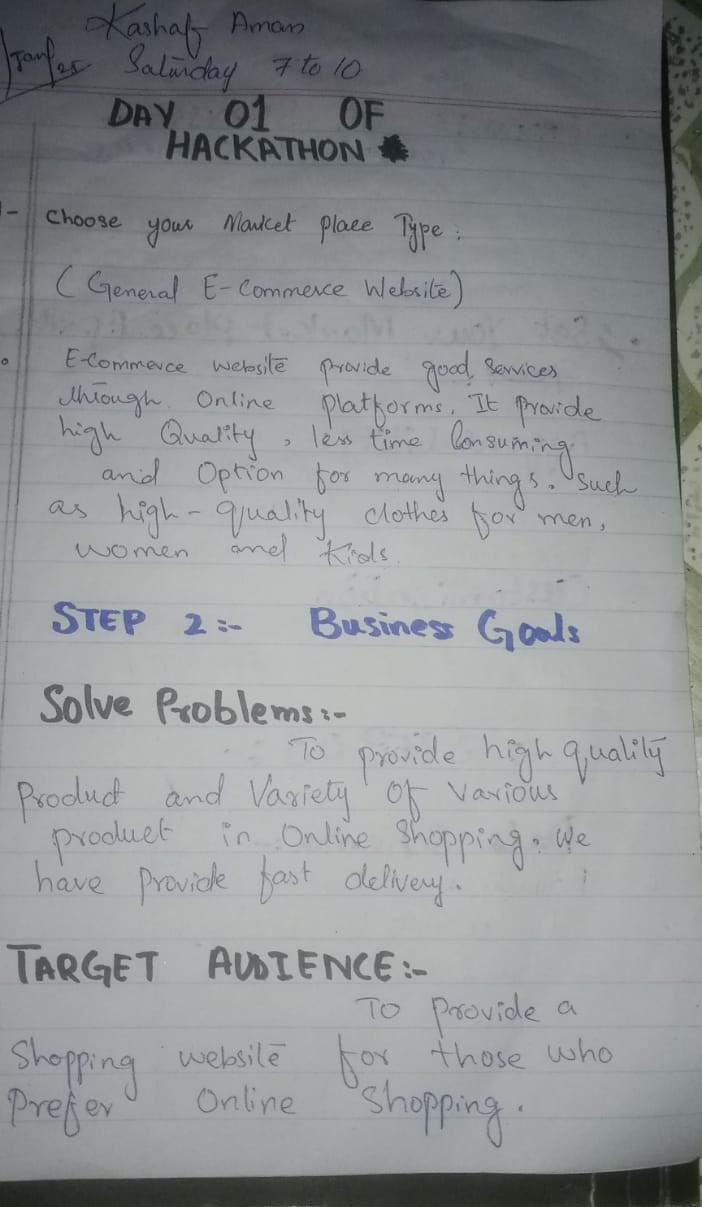 Kashaf Aman
Jan/25 Saturday 7 to 10
DAY 01 OF
HACKATHON
1- Choose your Market place Type:
(General E-Commerce Website)
E-Commerce website provide good services
through Online platforms. It provide
high Quality, less time Consuming
and Option for many things. Such
as high-quality clothes for men,
women and Kids.
STEP 2:- Business Goals
Solve Problems:-
To provide high quality
Product and Variety of various
product in Online Shopping. We
have Provide fast delivery.
TARGET AUDIENCE:-
To Provide a
Shopping website for those who
Prefer Online Shopping.